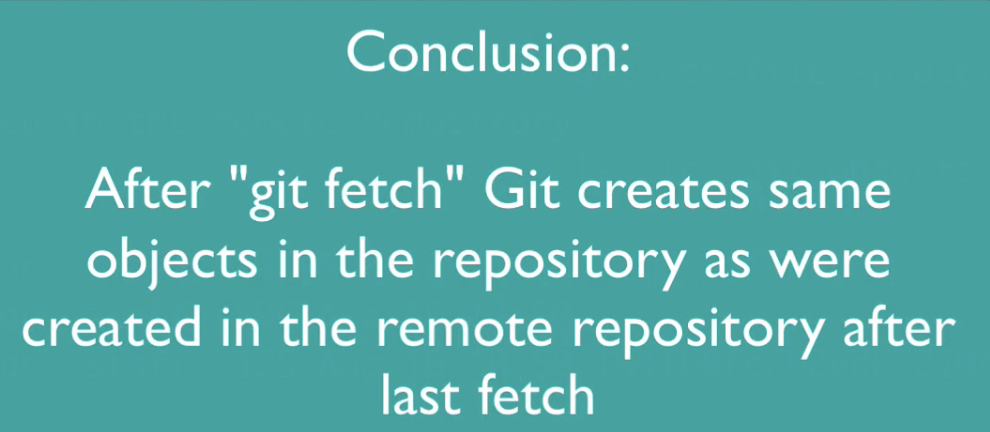 Conclusion:
After "git fetch" Git creates same
objects in the repository as were
created in the remote repository after
last fetch